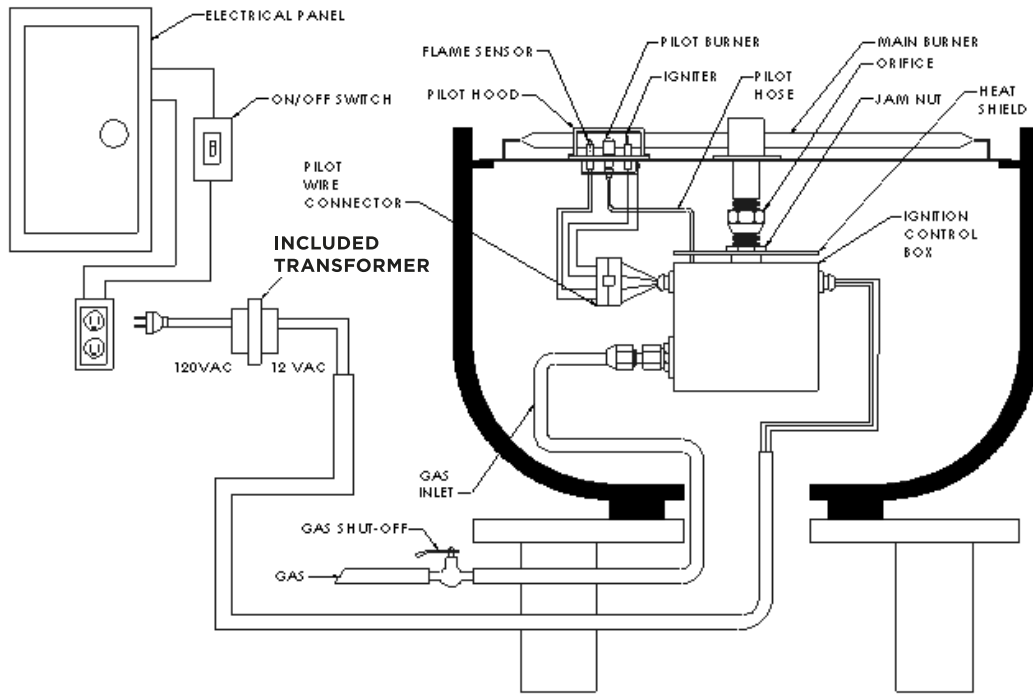 ELECTRICAL PANEL
ON/OFF SWITCH
INCLUDED
TRANSFORMER
120VAC
12 VAC
FLAME SENSOR
PILOT HOOD
PILOT BURNER
IGNITER
PILOT
HOSE
MAIN BURNER
ORIFICE
JAM NUT
HEAT
SHIELD
PILOT
WIRE
CONNECTOR
IGNITION
CONTROL
BOX
GAS
INLET
GAS SHUT-OFF
GAS